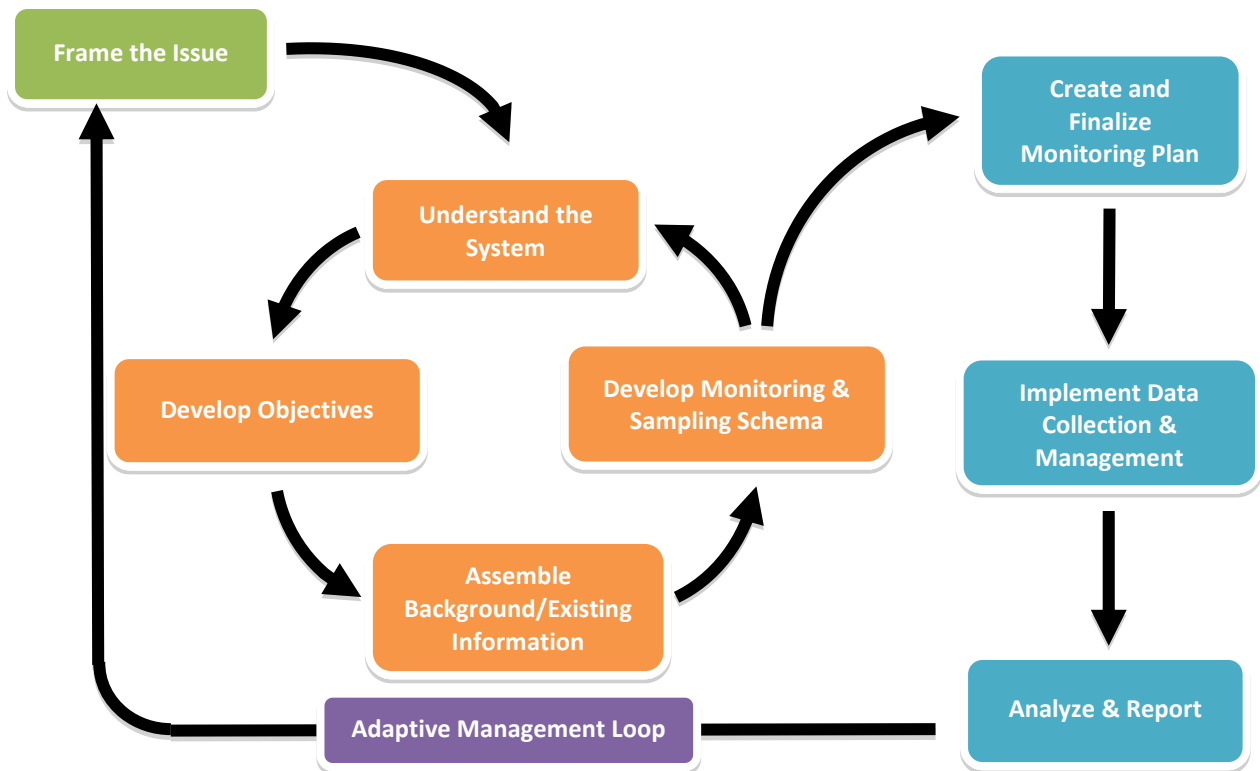 Frame the Issue
Understand the
System
Develop Objectives
Assemble
Background/Existing
Information
Develop Monitoring &
Sampling Schema
Create and
Finalize
Monitoring Plan
Implement Data
Collection &
Management
Analyze & Report
Adaptive Management Loop